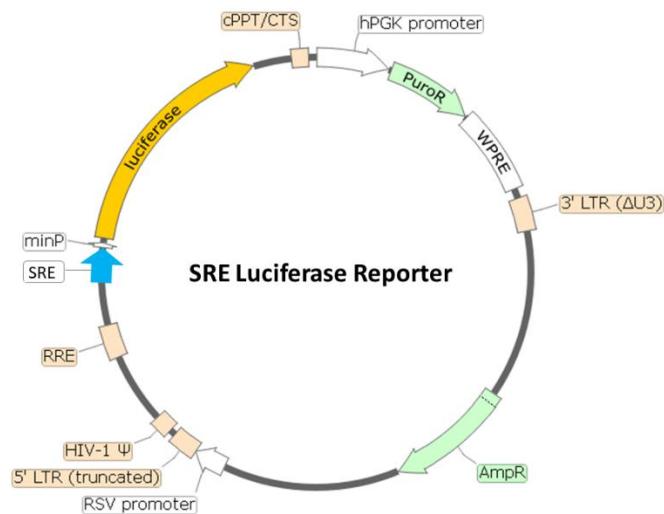 cPPT/CTS
hPGK promoter
PuroR
WPRE
3' LTR (ΔU3)
AmpR
RSV promoter
5' LTR (truncated)
HIV-1 Ψ
RRE
SRE
minP
luciferase
SRE Luciferase Reporter